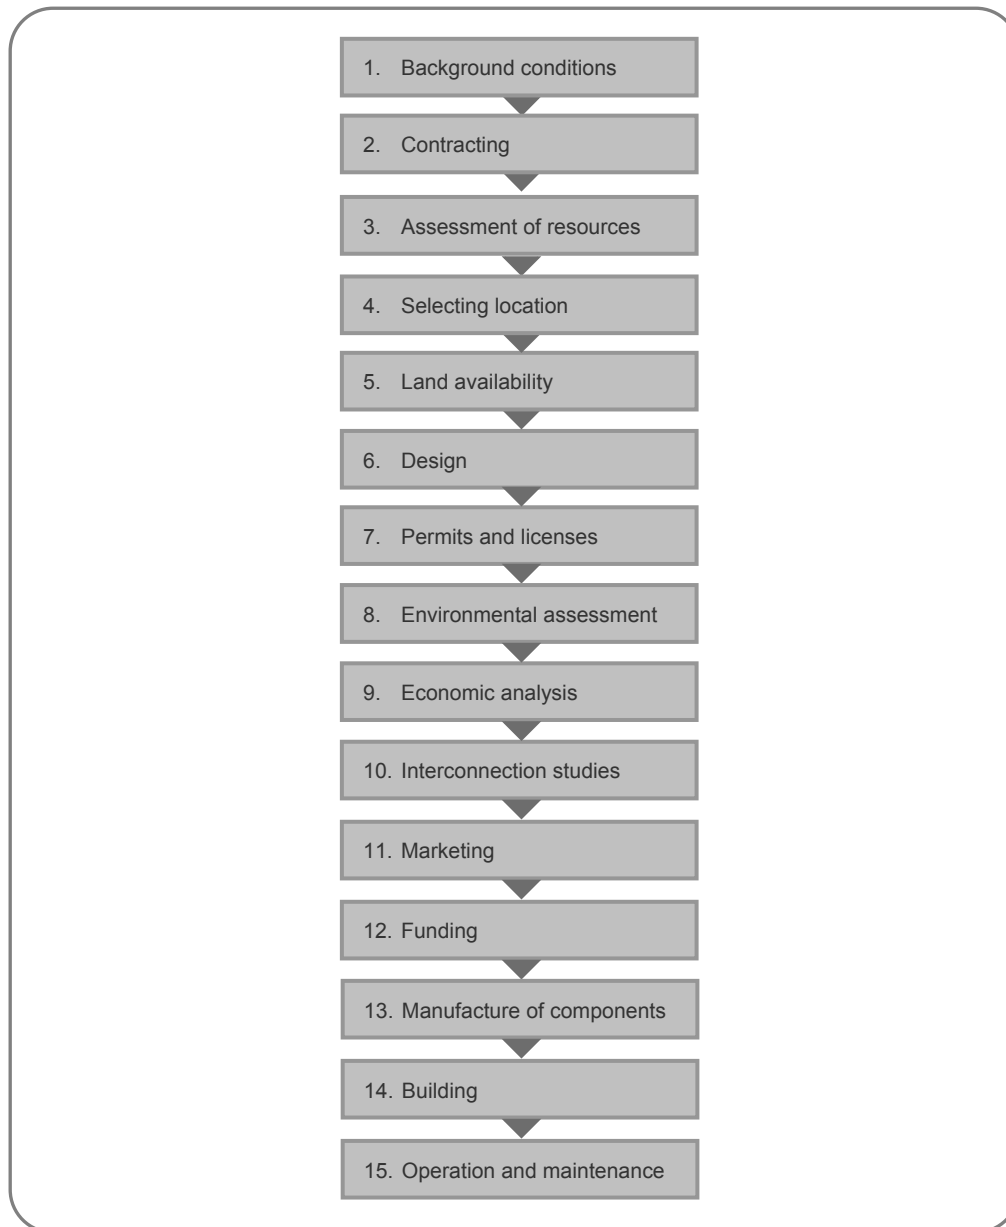 1. Background conditions
2. Contracting
3. Assessment of resources
4. Selecting location
5. Land availability
6. Design
7. Permits and licenses
8. Environmental assessment
9. Economic analysis
10. Interconnection studies
11. Marketing
12. Funding
13. Manufacture of components
14. Building
15. Operation and maintenance